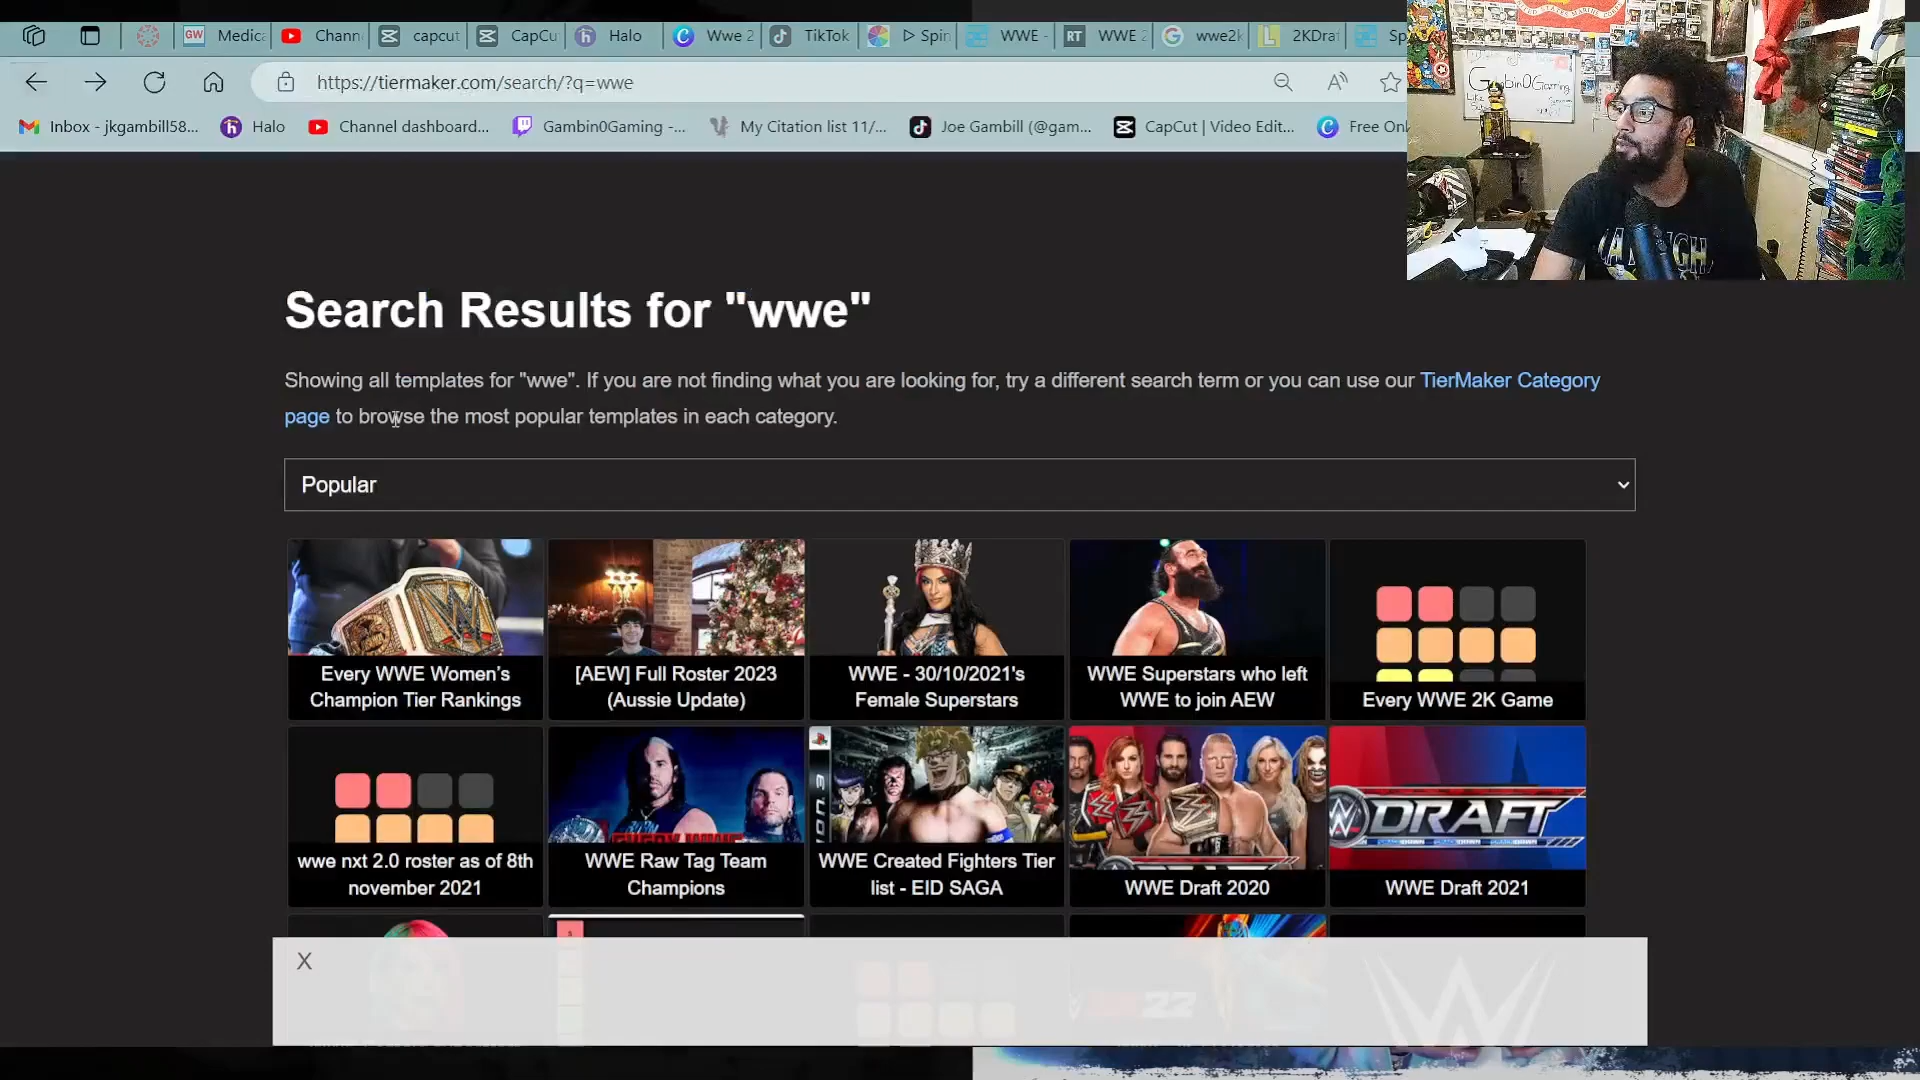 GW Medica Chann capcut CapCu Halo Wwe 2 TikTok Spin WWE - RT WWE 2 wwe2k 2KDra Sp
https://tiermaker.com/search/?q=wwe
Inbox - jkgambill58... Halo Channel dashboard... Gambin0Gaming -... My Citation list 11/... Joe Gambill (@gam... CapCut | Video Edit... Free Onl
Gambin0Gaming
Search Results for "wwe"
Showing all templates for "wwe". If you are not finding what you are looking for, try a different search term or you can use our TierMaker Category
page to browse the most popular templates in each category.
Popular
Every WWE Women's
Champion Tier Rankings
[AEW] Full Roster 2023
(Aussie Update)
WWE - 30/10/2021's
Female Superstars
WWE Superstars who left
WWE to join AEW
Every WWE 2K Game
wwe nxt 2.0 roster as of 8th
november 2021
WWE Raw Tag Team
Champions
WWE Created Fighters Tier
list - EID SAGA
WWE Draft 2020
DRAFT
WWE Draft 2021
X
22